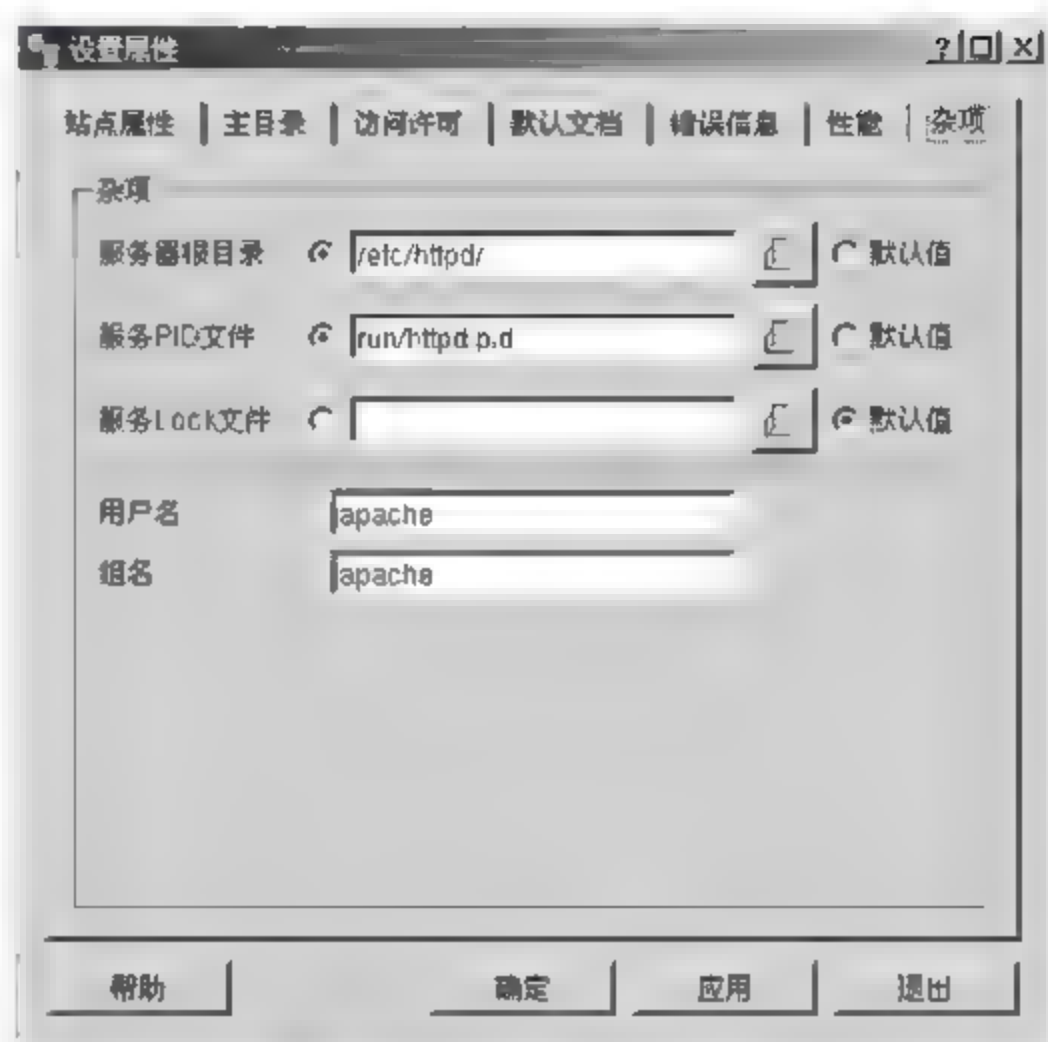 设置属性
站点属性 主目录 访问许可 默认文档 错误信息 性能 杂项
杂项
服务器根目录 /etc/httpd/ 默认值
服务PID文件 run/httpd.pid 默认值
服务Lock文件 默认值
用户名 apache
组名 apache
帮助 确定 应用 退出